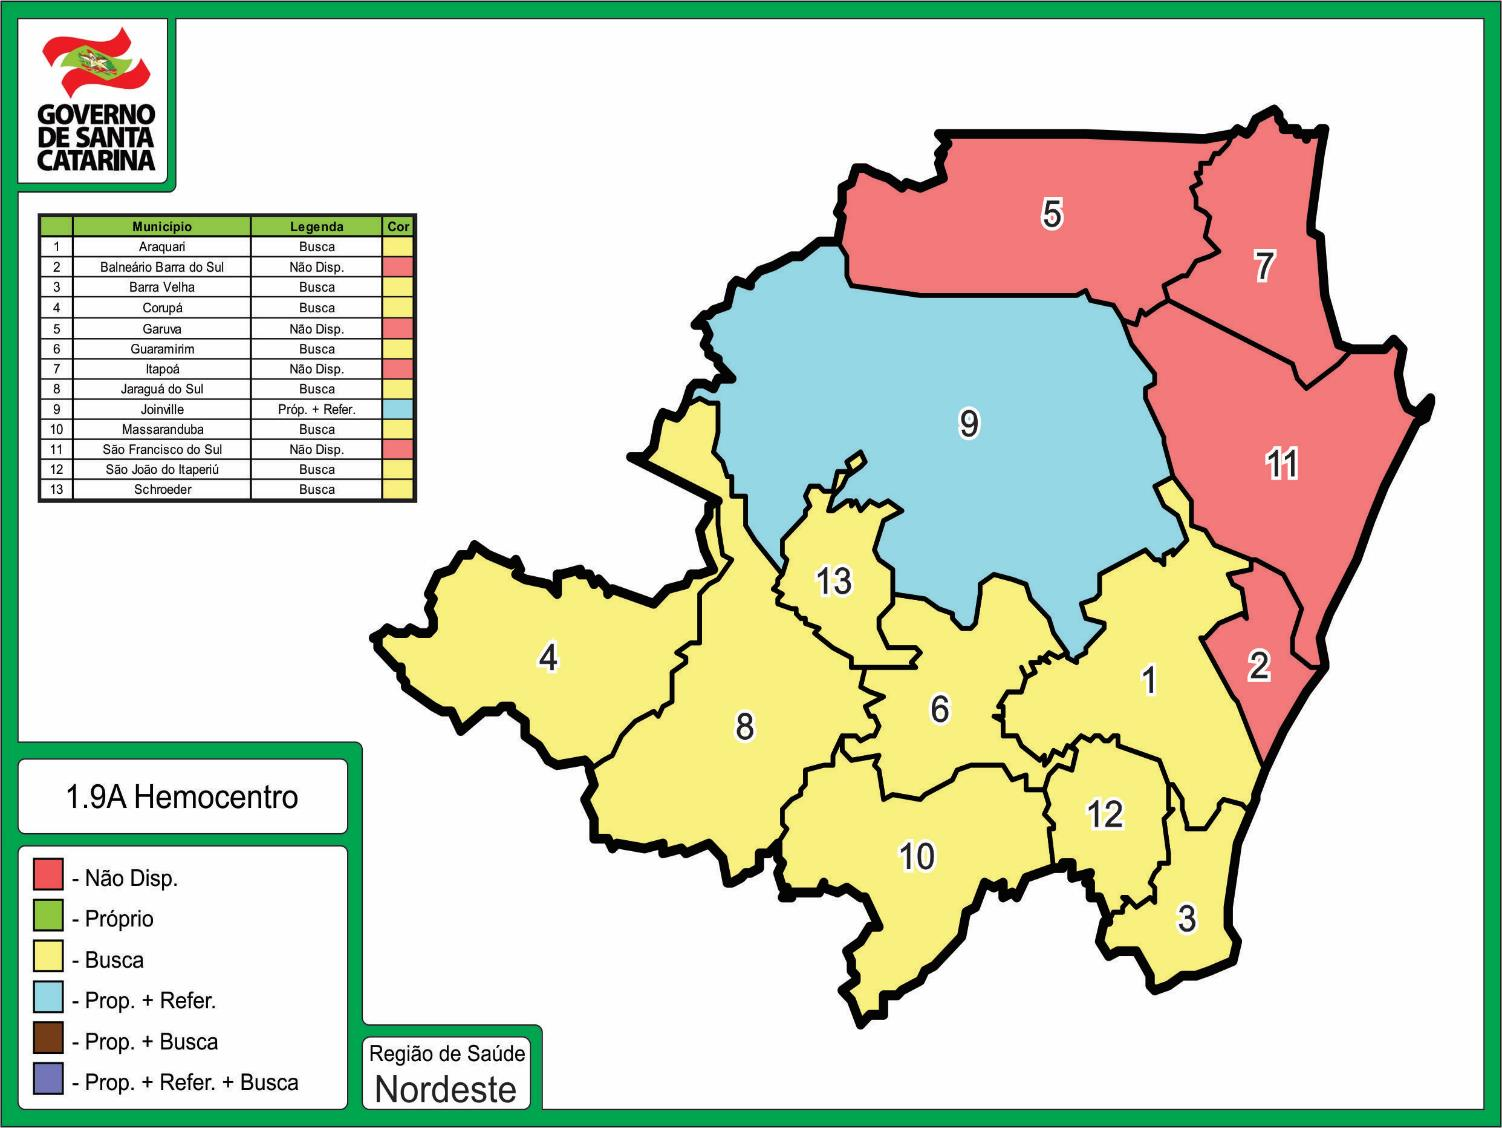 GOVERNO
DE SANTA
CATARINA
Município Legenda Cor
1 Araquari Busca
2 Balneário Barra do Sul Não Disp.
3 Barra Velha Busca
4 Corupá Busca
5 Garuva Não Disp.
6 Guaramirim Busca
7 Itapoá Não Disp.
8 Jaraguá do Sul Busca
9 Joinville Próp. + Refer.
10 Massaranduba Busca
11 São Francisco do Sul Não Disp.
12 São João do Itaperiú Busca
13 Schroeder Busca
5
7
9
11
13
4
2
1
6
8
12
10
3
1.9A Hemocentro
- Não Disp.
- Próprio
- Busca
- Prop. + Refer.
- Prop. + Busca
- Prop. + Refer. + Busca
Região de Saúde
Nordeste